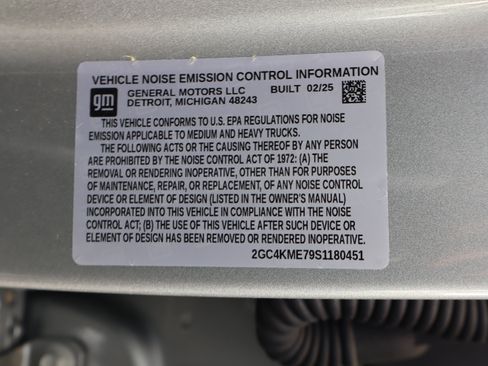 VEHICLE NOISE EMISSION CONTROL INFORMATION
gm GENERAL MOTORS LLC BUILT 02/25
DETROIT, MICHIGAN 48243
THIS VEHICLE CONFORMS TO U.S. EPA REGULATIONS FOR NOISE
EMISSION APPLICABLE TO MEDIUM AND HEAVY TRUCKS.
THE FOLLOWING ACTS OR THE CAUSING THEREOF BY ANY PERSON
ARE PROHIBITED BY THE NOISE CONTROL ACT OF 1972: (A) THE
REMOVAL OR RENDERING INOPERATIVE, OTHER THAN FOR PURPOSES
OF MAINTENANCE, REPAIR, OR REPLACEMENT, OF ANY NOISE CONTROL
DEVICE OR ELEMENT OF DESIGN (LISTED IN THE OWNER'S MANUAL)
INCORPORATED INTO THIS VEHICLE IN COMPLIANCE WITH THE NOISE
CONTROL ACT; (B) THE USE OF THIS VEHICLE AFTER SUCH DEVICE OR
ELEMENT OF DESIGN HAS BEEN REMOVED OR RENDERED INOPERATIVE.
2GC4KME79S1180451